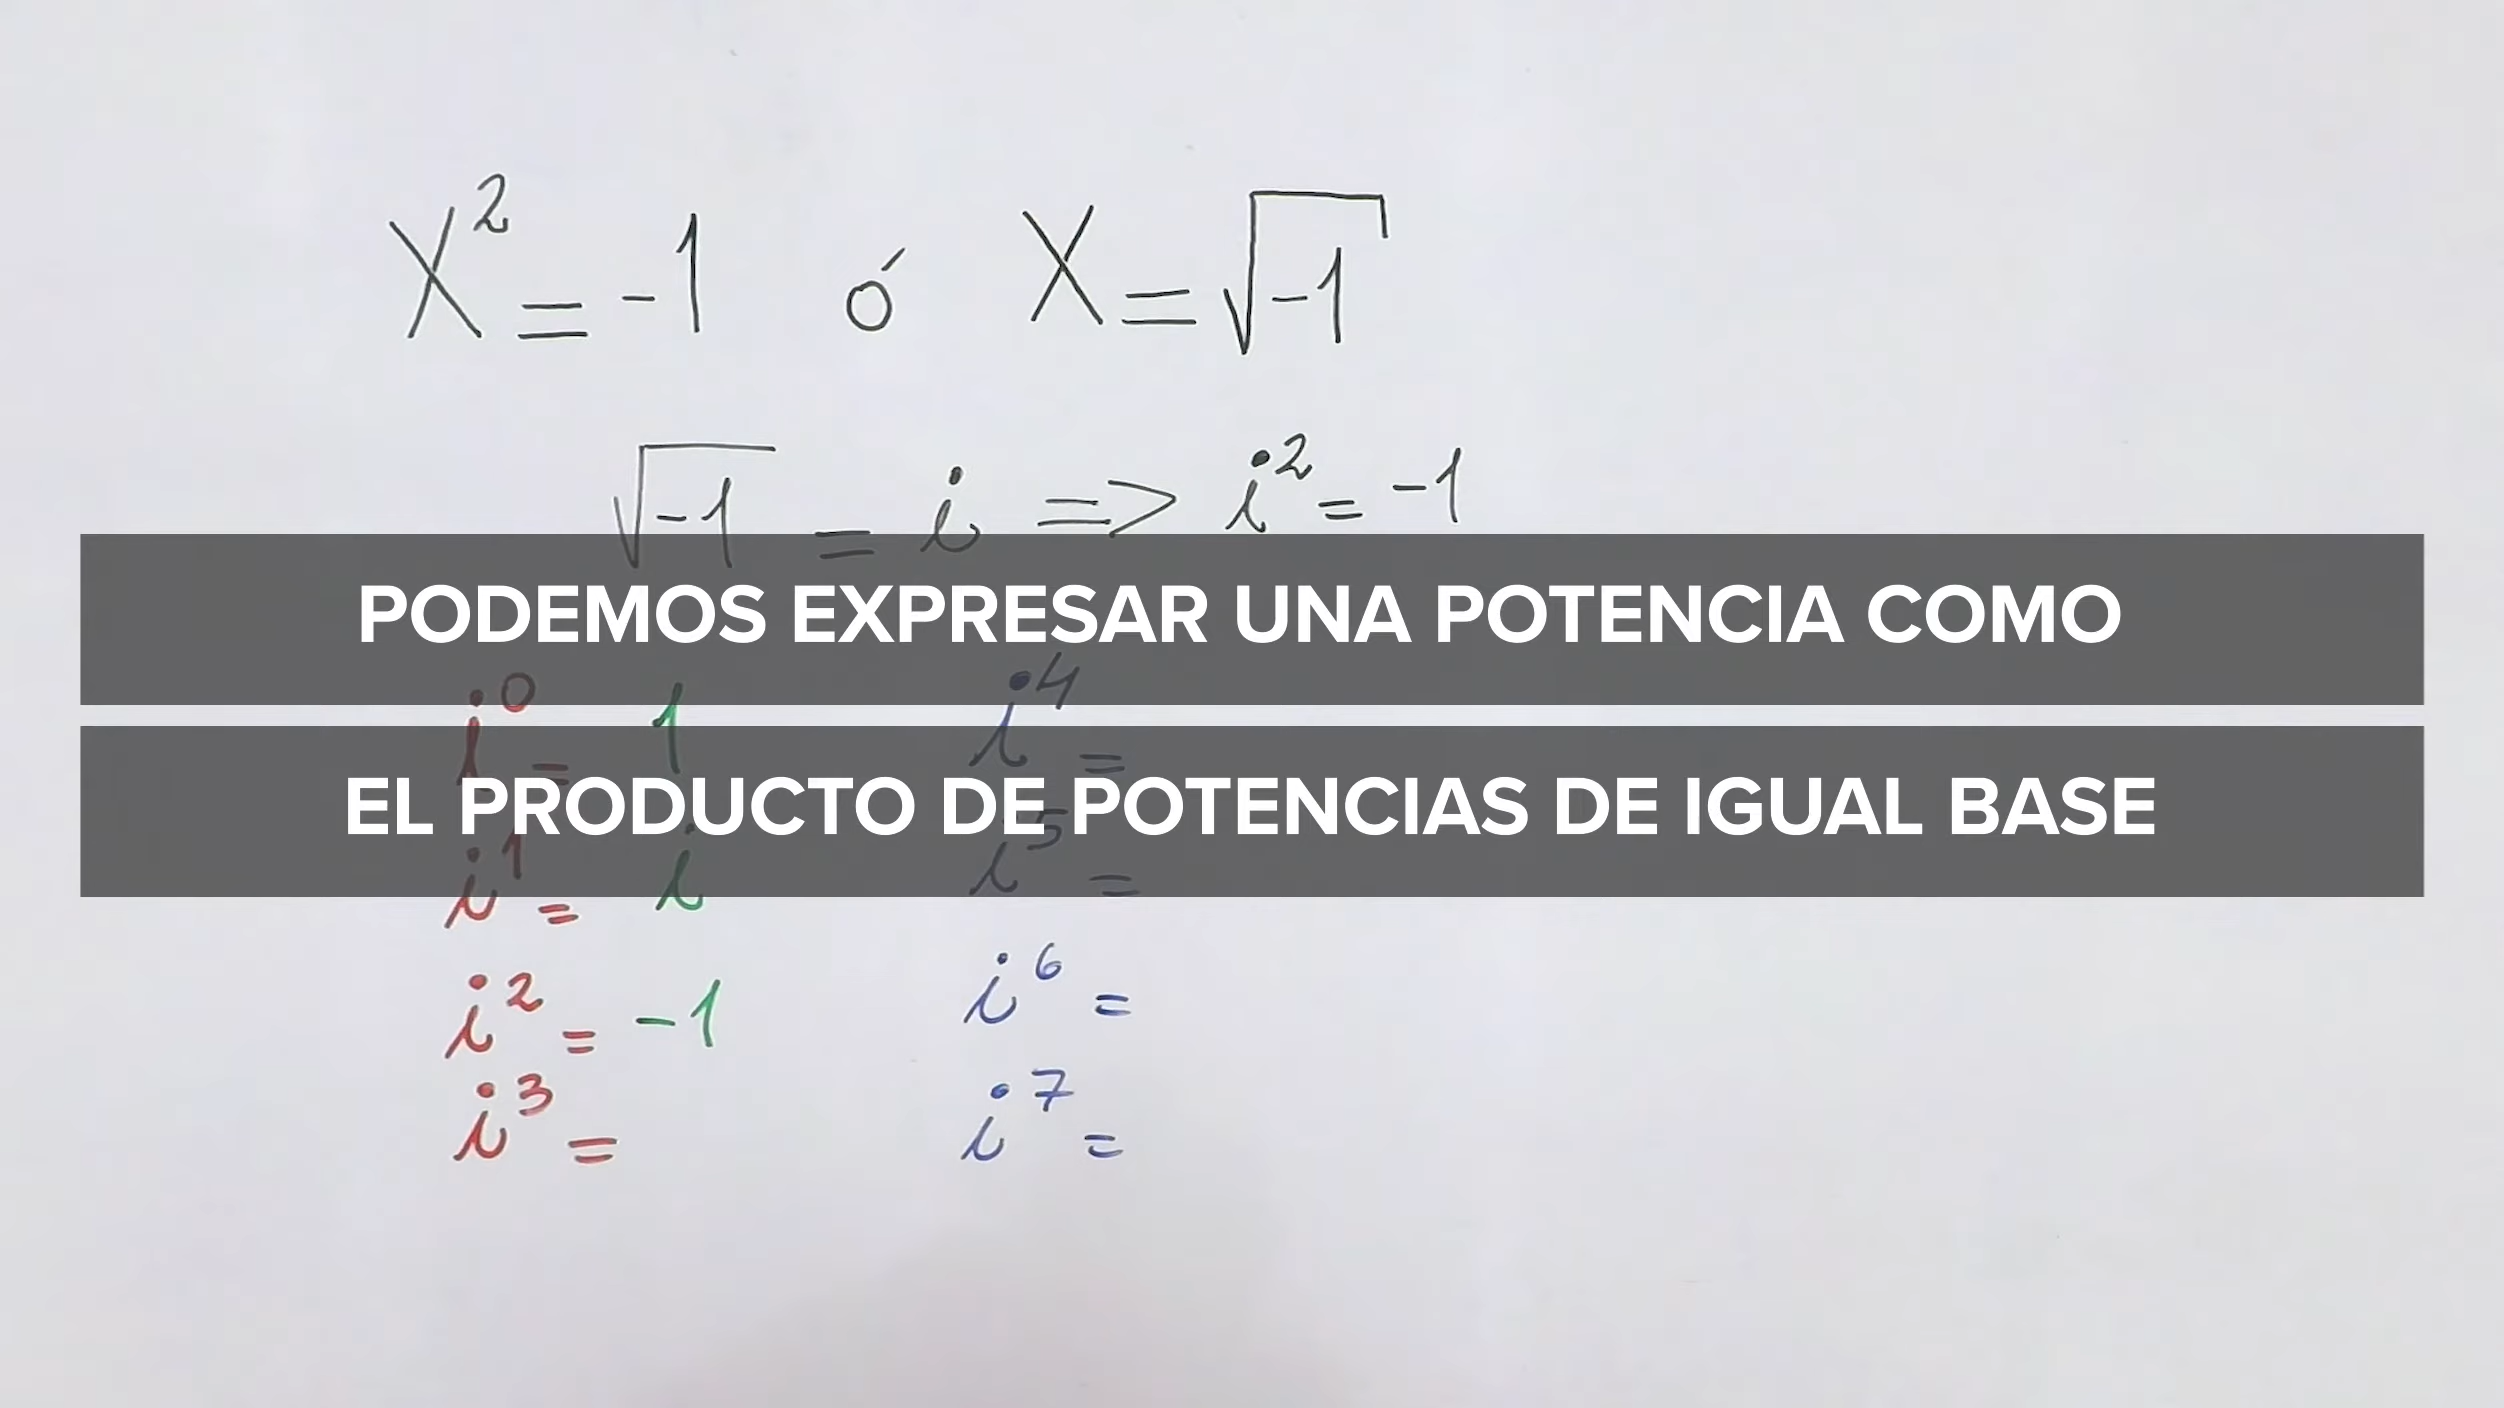 X² = -1 ó X = √-1
√-1 = i => i² = -1
PODEMOS EXPRESAR UNA POTENCIA COMO
i⁰ = 1 i⁴ =
EL PRODUCTO DE POTENCIAS DE IGUAL BASE
i¹ = i i⁵ =
i² = -1 i⁶ =
i³ = i⁷ =